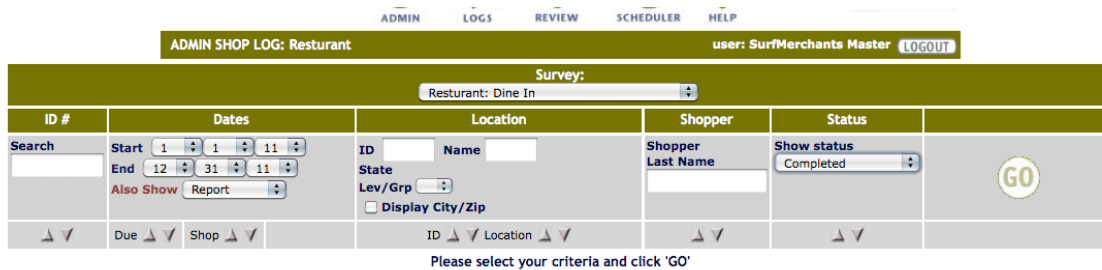 ADMIN LOGS REVIEW SCHEDULER HELP
ADMIN SHOP LOG: Resturant user: SurfMerchants Master LOGOUT
Survey:
Resturant: Dine In
ID # Dates Location Shopper Status
Search Start 1 1 11 ID Name Shopper Last Name Show status
End 12 31 11 State Completed GO
Also Show Report Lev/Grp
Display City/Zip
Due Shop ID Location
Please select your criteria and click 'GO'